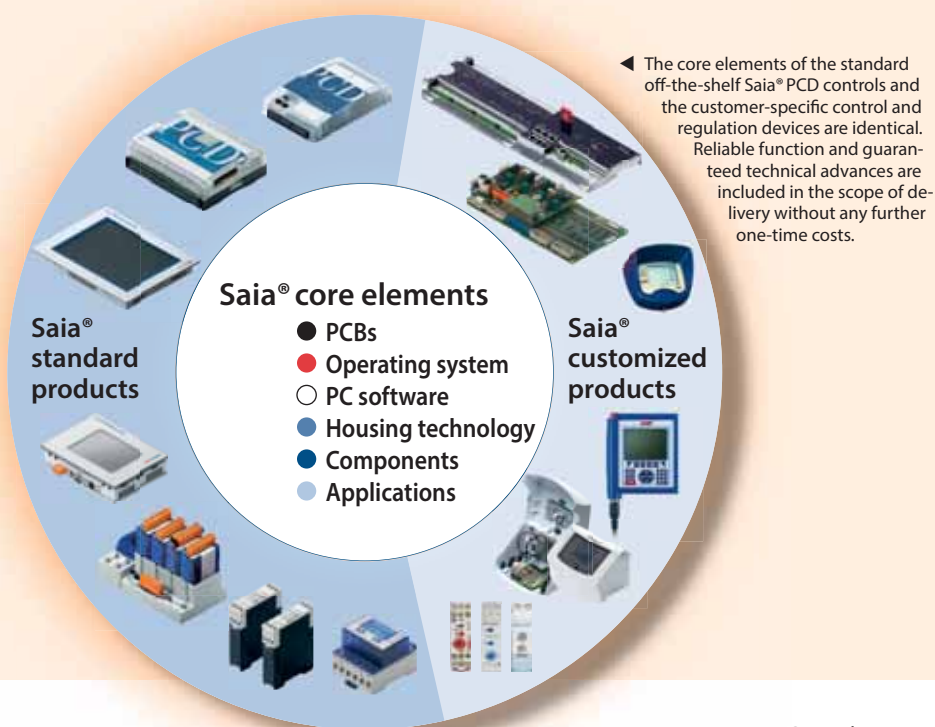 ◄ The core elements of the standard
off-the-shelf Saia® PCD controls and
the customer-specific control and
regulation devices are identical.
Reliable function and guaran-
teed technical advances are
included in the scope of de-
livery without any further
one-time costs.
PCD
PCD
Saia® core elements
PCBs
Operating system
PC software
Housing technology
Components
Applications
Saia®
standard
products
Saia®
customized
products